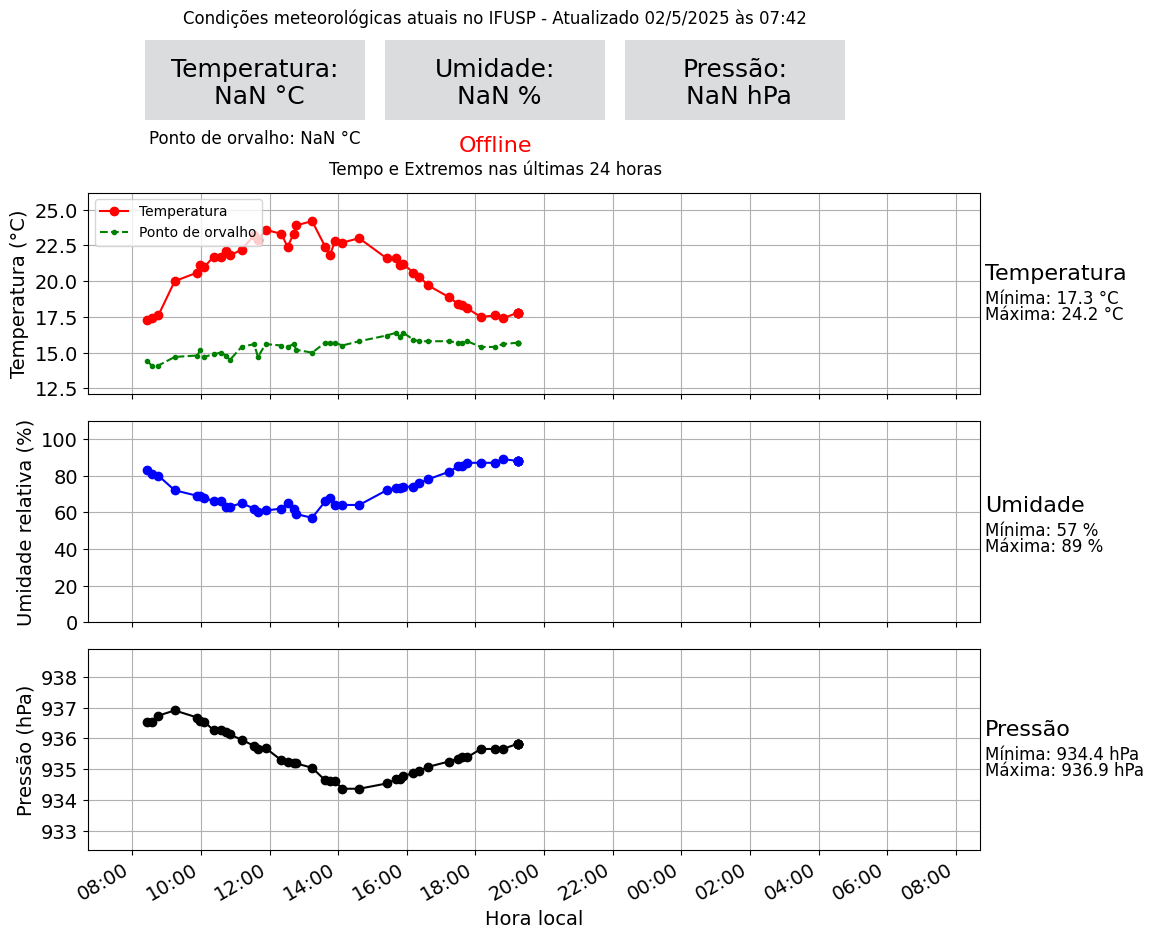 Condições meteorológicas atuais no IFUSP - Atualizado 02/5/2025 às 07:42
Temperatura:
NaN °C
Umidade:
NaN %
Pressão:
NaN hPa
Ponto de orvalho: NaN °C
Offline
Tempo e Extremos nas últimas 24 horas
Temperatura (°C)
25.0
22.5
20.0
17.5
15.0
12.5
Temperatura
Ponto de orvalho
Temperatura
Mínima: 17.3 °C
Máxima: 24.2 °C
Umidade relativa (%)
100
80
60
40
20
0
Umidade
Mínima: 57 %
Máxima: 89 %
Pressão (hPa)
938
937
936
935
934
933
Pressão
Mínima: 934.4 hPa
Máxima: 936.9 hPa
08:00 10:00 12:00 14:00 16:00 18:00 20:00 22:00 00:00 02:00 04:00 06:00 08:00
Hora local